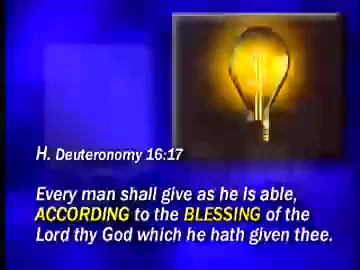 H. Deuteronomy 16:17
Every man shall give as he is able,
ACCORDING to the BLESSING of the
Lord thy God which he hath given thee.